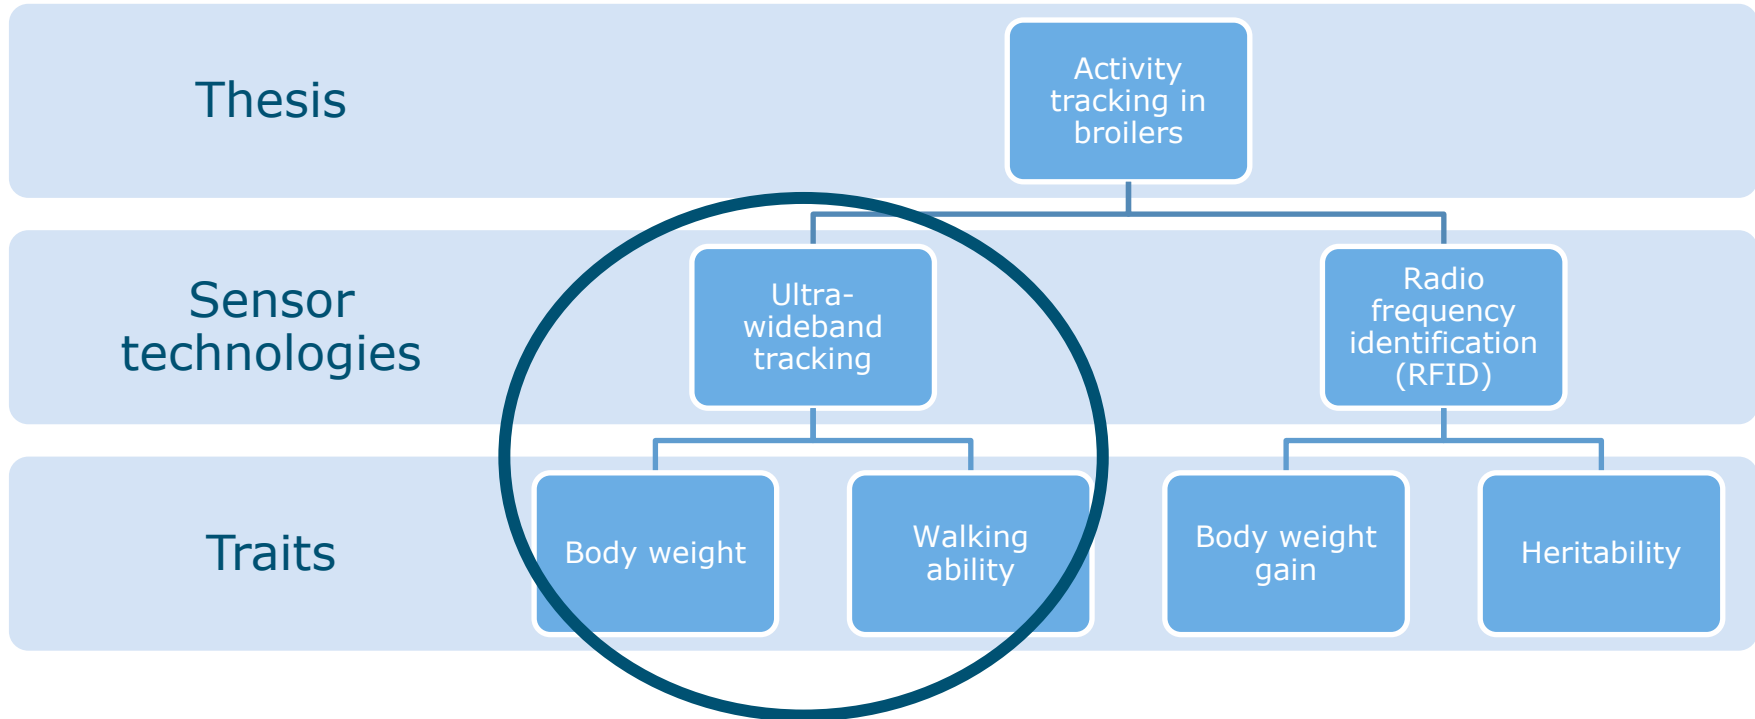 Thesis
Activity
tracking in
broilers
Sensor
technologies
Ultra-
wideband
tracking
Radio
frequency
identification
(RFID)
Traits
Body weight
Walking
ability
Body weight
gain
Heritability